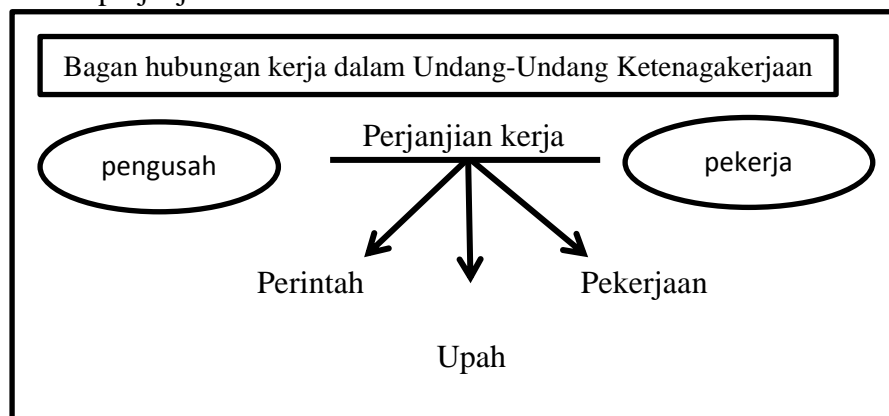 Bagan hubungan kerja dalam Undang-Undang Ketenagakerjaan
pengusah
Perjanjian kerja
pekerja
Perintah
Pekerjaan
Upah